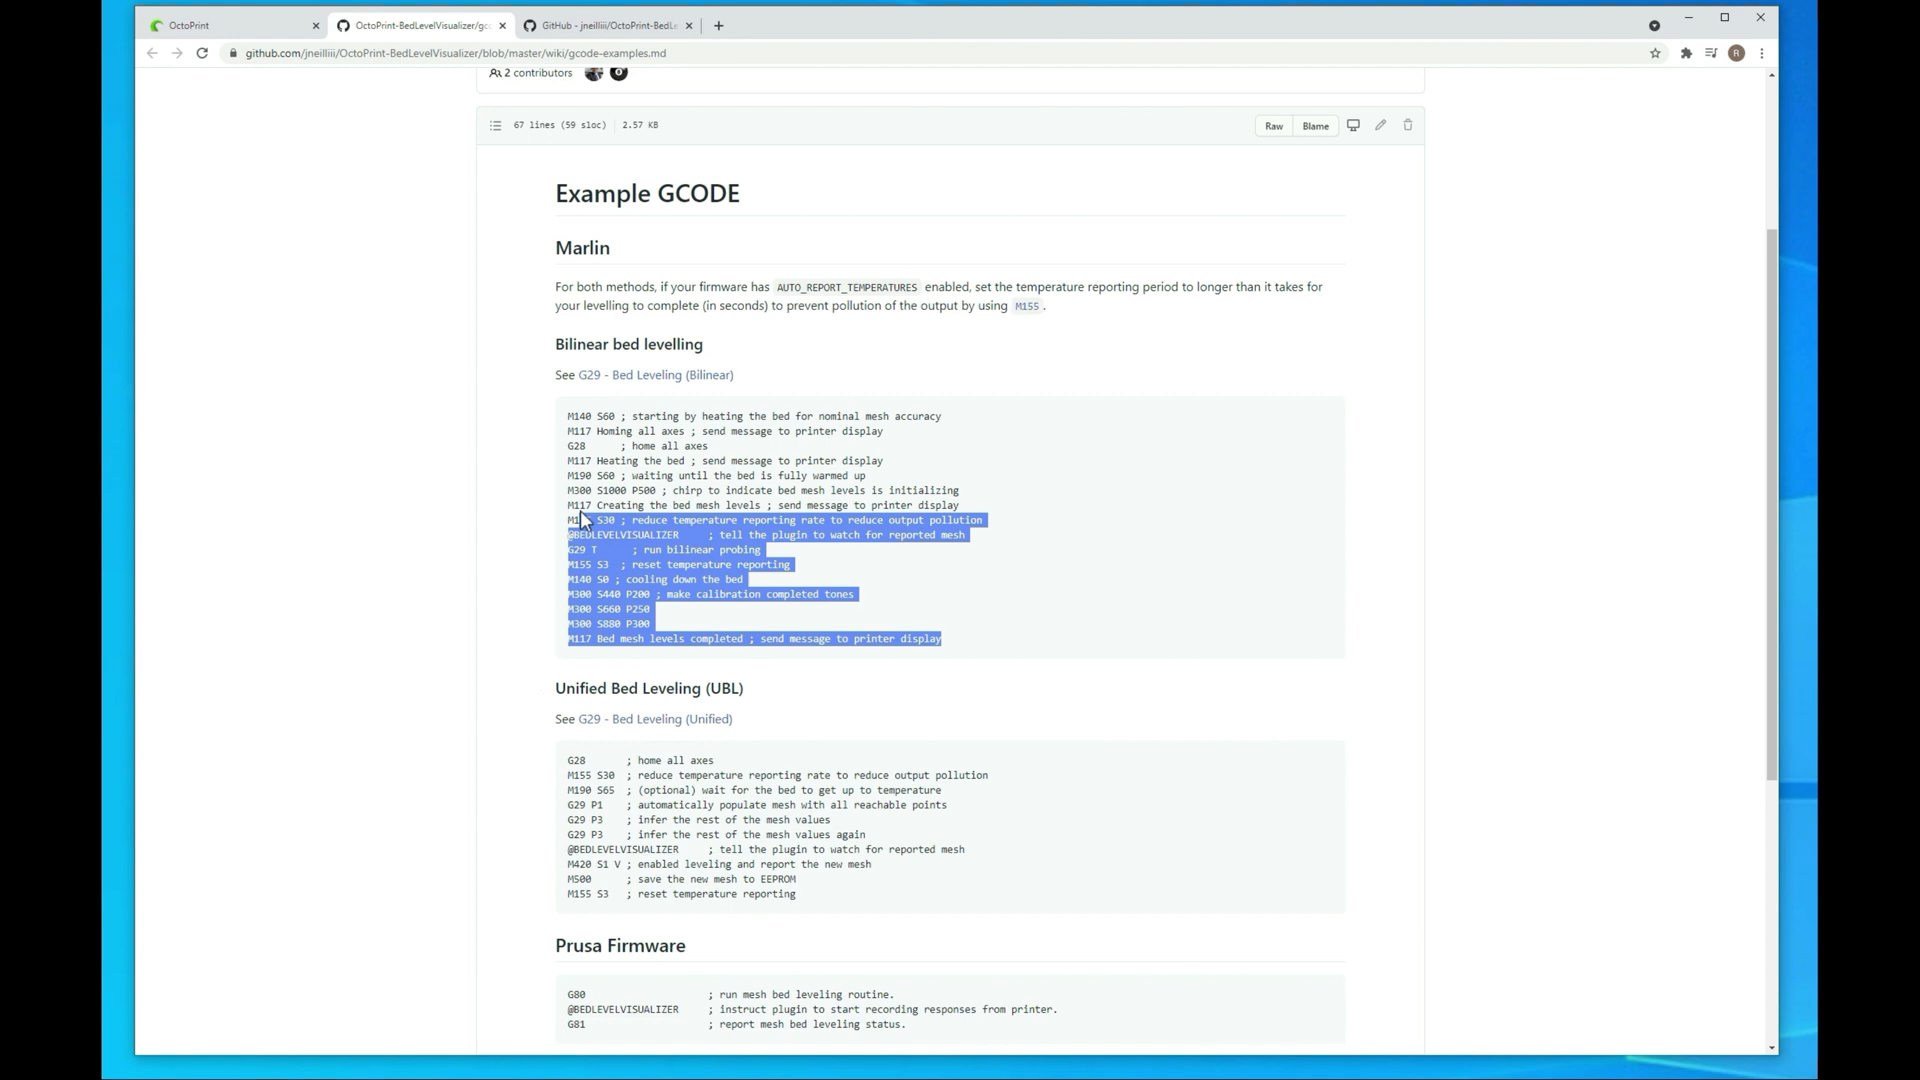 OctoPrint
OctoPrint-BedLevelVisualizer/gc
GitHub - jneilliii/OctoPrint-BedLe
github.com/jneilliii/OctoPrint-BedLevelVisualizer/blob/master/wiki/gcode-examples.md
R
2 contributors
67 lines (59 sloc) 2.57 KB
Raw Blame
Example GCODE
Marlin
For both methods, if your firmware has AUTO_REPORT_TEMPERATURES enabled, set the temperature reporting period to longer than it takes for
your levelling to complete (in seconds) to prevent pollution of the output by using M155 .
Bilinear bed levelling
See G29 - Bed Leveling (Bilinear)
M140 S60 ; starting by heating the bed for nominal mesh accuracy
M117 Homing all axes ; send message to printer display
G28 ; home all axes
M117 Heating the bed ; send message to printer display
M190 S60 ; waiting until the bed is fully warmed up
M300 S1000 P500 ; chirp to indicate bed mesh levels is initializing
M117 Creating the bed mesh levels ; send message to printer display
S30 ; reduce temperature reporting rate to reduce output pollution
@BEDLEVELVISUALIZER ; tell the plugin to watch for reported mesh
G29 T ; run bilinear probing
M155 S3 ; reset temperature reporting
M140 S0 ; cooling down the bed
M300 S440 P200 ; make calibration completed tones
M300 S660 P250
M300 S880 P300
M117 Bed mesh levels completed ; send message to printer display
Unified Bed Leveling (UBL)
See G29 - Bed Leveling (Unified)
G28 ; home all axes
M155 S30 ; reduce temperature reporting rate to reduce output pollution
M190 S65 ; (optional) wait for the bed to get up to temperature
G29 P1 ; automatically populate mesh with all reachable points
G29 P3 ; infer the rest of the mesh values
G29 P3 ; infer the rest of the mesh values again
@BEDLEVELVISUALIZER ; tell the plugin to watch for reported mesh
M420 S1 V ; enabled leveling and report the new mesh
M500 ; save the new mesh to EEPROM
M155 S3 ; reset temperature reporting
Prusa Firmware
G80 ; run mesh bed leveling routine.
@BEDLEVELVISUALIZER ; instruct plugin to start recording responses from printer.
G81 ; report mesh bed leveling status.